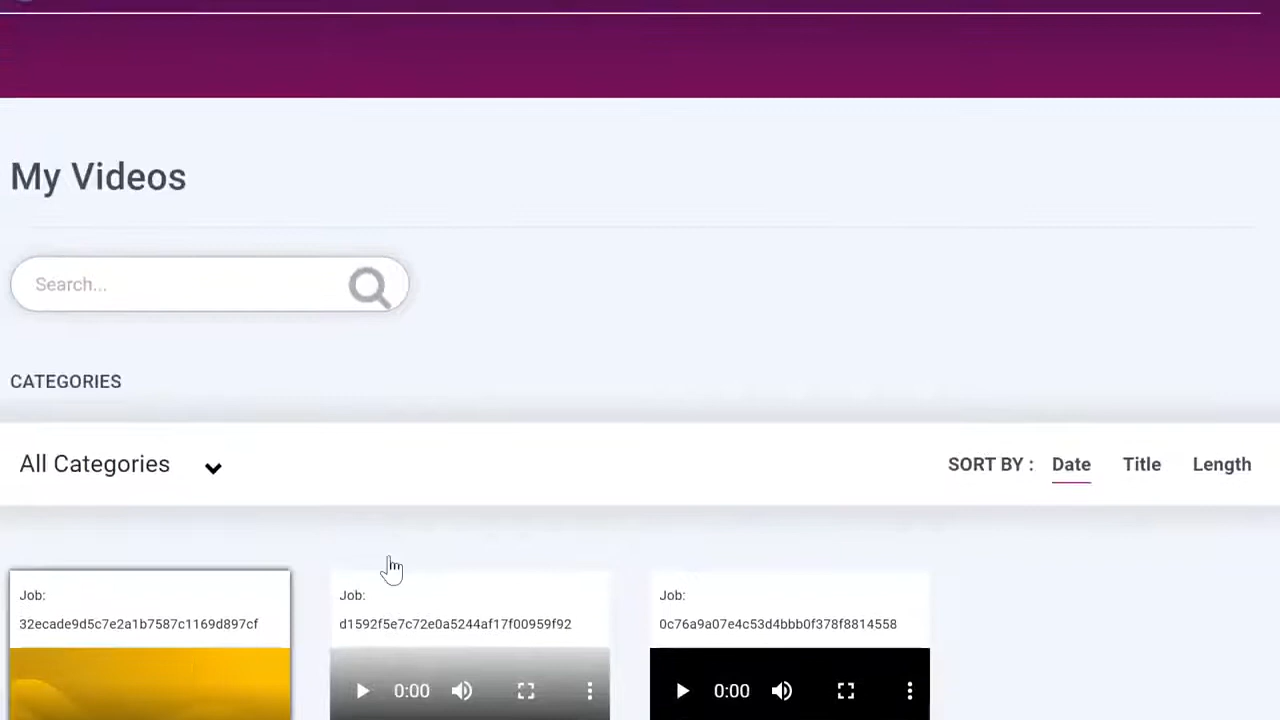 My Videos
Search...
CATEGORIES
All Categories
SORT BY : Date Title Length
Job:
32ecade9d5c7e2a1b7587c1169d897cf
Job:
d1592f5e7c72e0a5244af17f00959f92
0:00
Job:
0c76a9a07e4c53d4bbb0f378f8814558
0:00